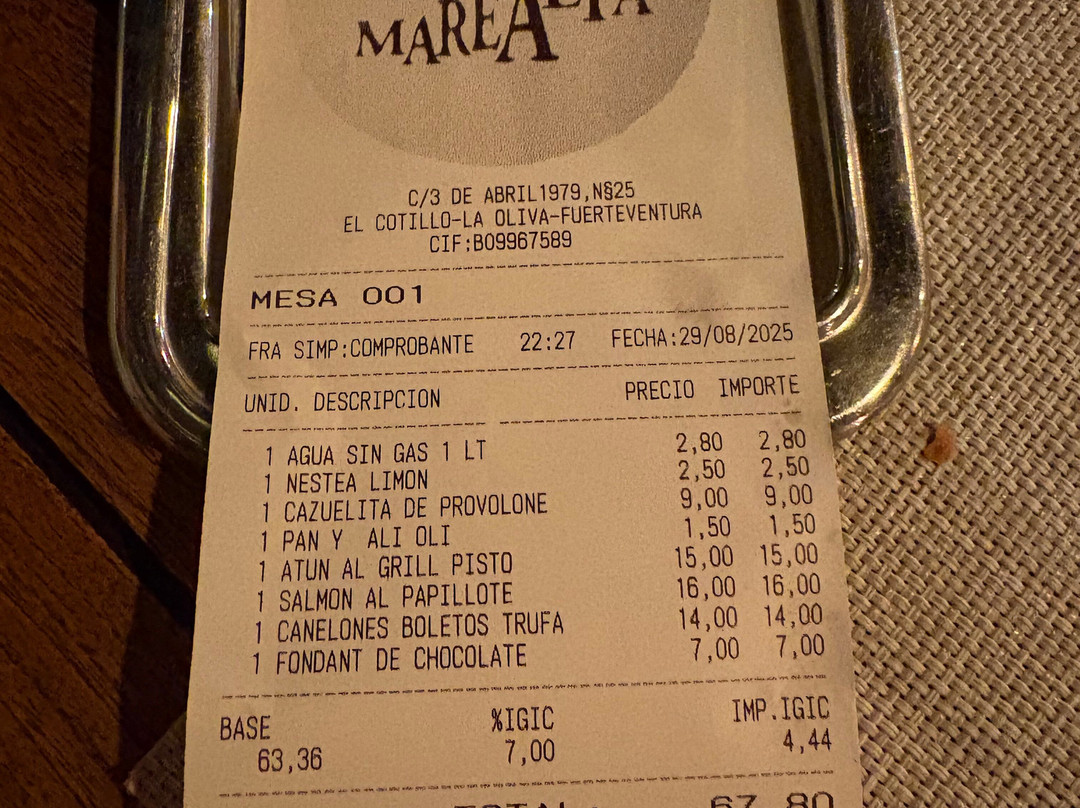 MAREALTA
C/3 DE ABRIL1979,N§25
EL COTILLO-LA OLIVA-FUERTEVENTURA
CIF:B09967589
MESA 001
FRA SIMP:COMPROBANTE 22:27 FECHA:29/08/2025
UNID. DESCRIPCION PRECIO IMPORTE
1 AGUA SIN GAS 1 LT 2,80 2,80
1 NESTEA LIMON 2,50 2,50
1 CAZUELITA DE PROVOLONE 9,00 9,00
1 PAN Y ALI OLI 1,50 1,50
1 ATUN AL GRILL PISTO 15,00 15,00
1 SALMON AL PAPILLOTE 16,00 16,00
1 CANELONES BOLETOS TRUFA 14,00 14,00
1 FONDANT DE CHOCOLATE 7,00 7,00
BASE %IGIC IMP.IGIC
63,36 7,00 4,44
TOTAL: 67,80